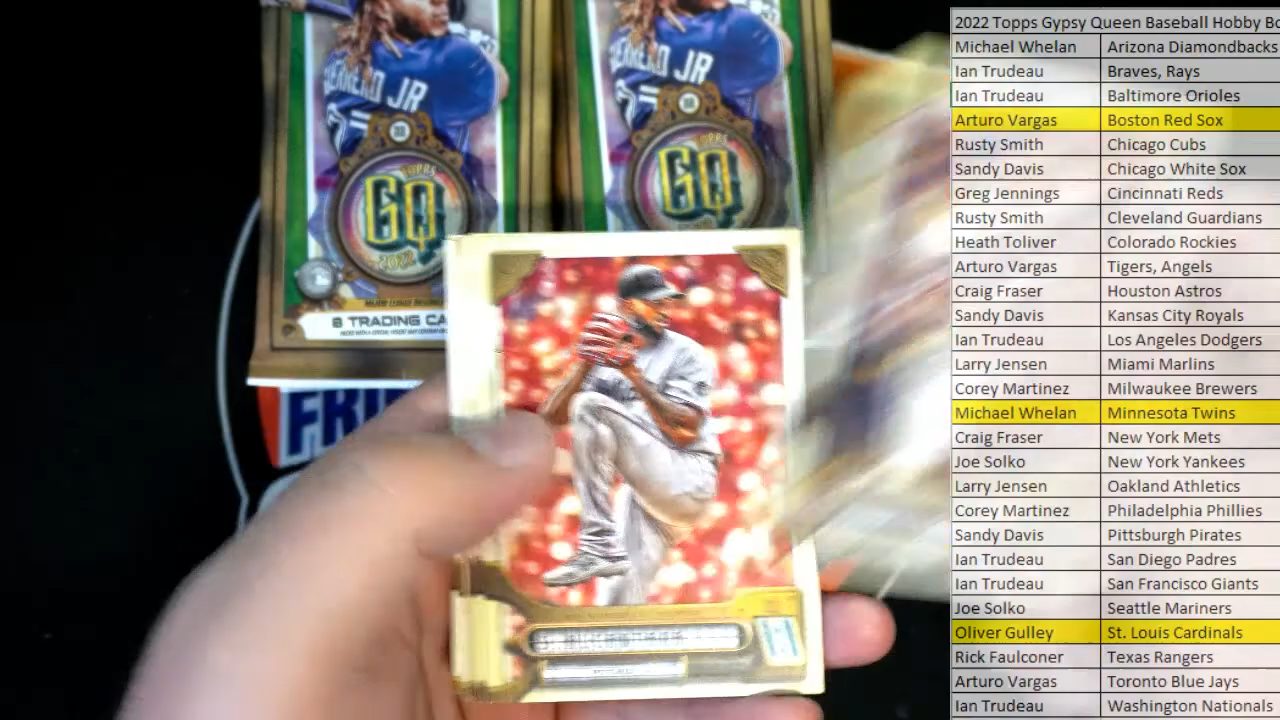 GUERRERO JR
GUERRERO JR
TOPPS
GQ
2022
TOPPS
GQ
8 TRADING CA
FRI
2022 Topps Gypsy Queen Baseball Hobby Bo
Michael Whelan Arizona Diamondbacks
Ian Trudeau Braves, Rays
Ian Trudeau Baltimore Orioles
Arturo Vargas Boston Red Sox
Rusty Smith Chicago Cubs
Sandy Davis Chicago White Sox
Greg Jennings Cincinnati Reds
Rusty Smith Cleveland Guardians
Heath Toliver Colorado Rockies
Arturo Vargas Tigers, Angels
Craig Fraser Houston Astros
Sandy Davis Kansas City Royals
Ian Trudeau Los Angeles Dodgers
Larry Jensen Miami Marlins
Corey Martinez Milwaukee Brewers
Michael Whelan Minnesota Twins
Craig Fraser New York Mets
Joe Solko New York Yankees
Larry Jensen Oakland Athletics
Corey Martinez Philadelphia Phillies
Sandy Davis Pittsburgh Pirates
Ian Trudeau San Diego Padres
Ian Trudeau San Francisco Giants
Joe Solko Seattle Mariners
Oliver Gulley St. Louis Cardinals
Rick Faulconer Texas Rangers
Arturo Vargas Toronto Blue Jays
Ian Trudeau Washington Nationals